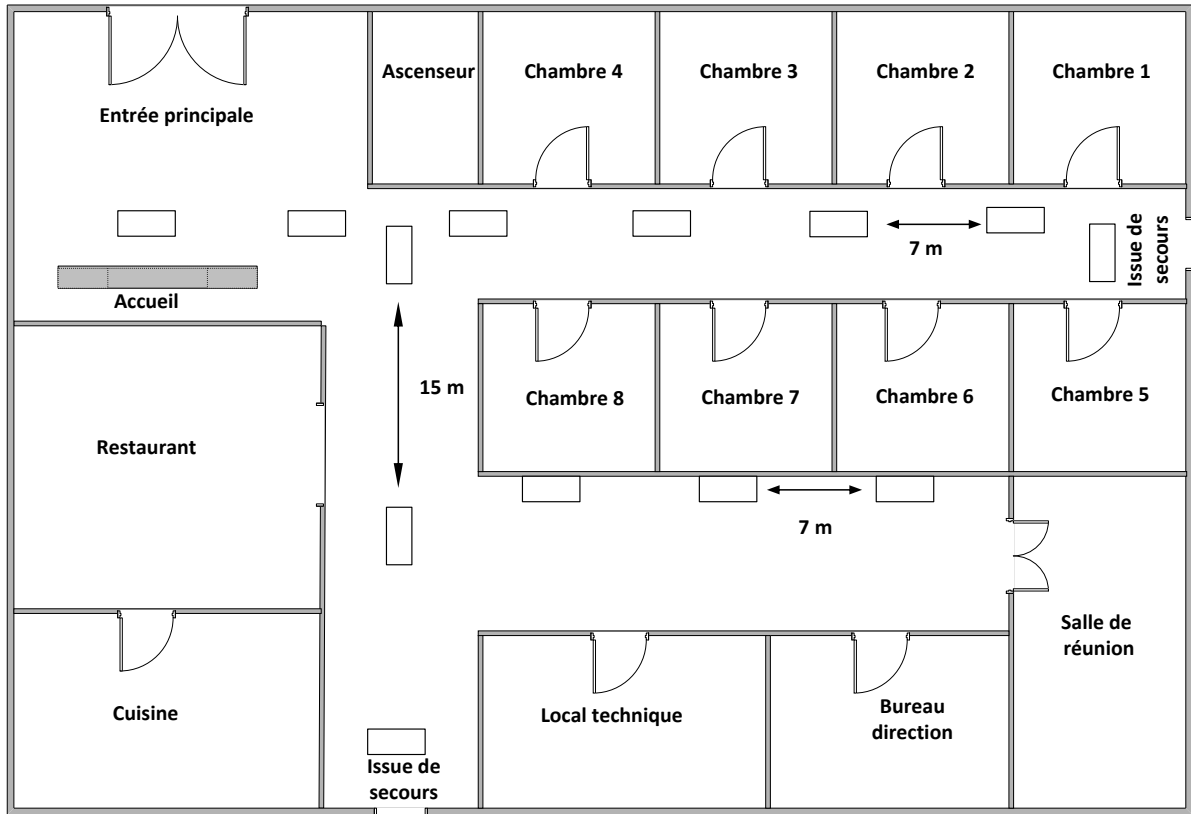 Ascenseur
Chambre 4
Chambre 3
Chambre 2
Chambre 1
Entrée principale
Issue de
secours
7 m
Accueil
15 m
Chambre 8
Chambre 7
Chambre 6
Chambre 5
Restaurant
7 m
Salle de
réunion
Cuisine
Local technique
Bureau
direction
Issue de
secours